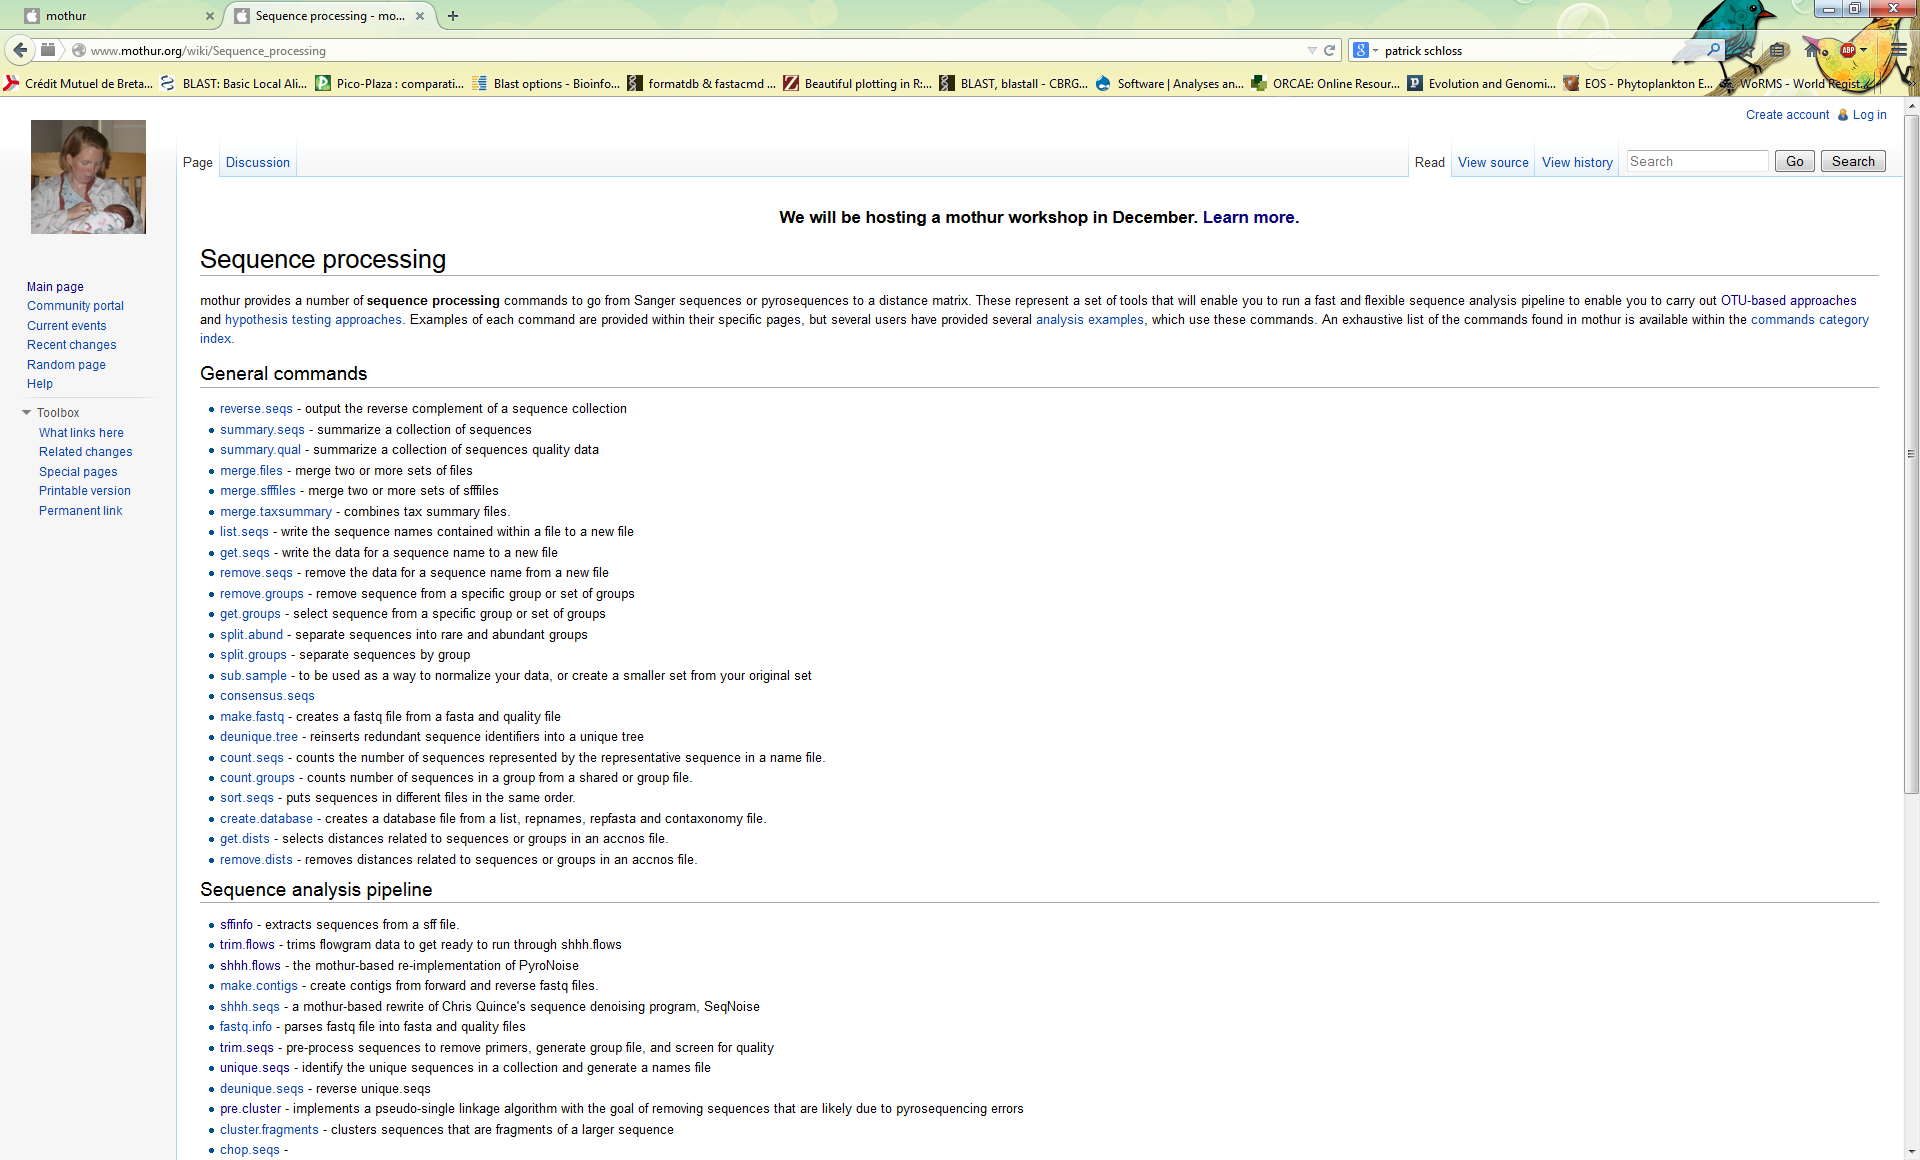 mothur
Sequence processing - mo...
www.mothur.org/wiki/Sequence_processing
patrick schloss
Crédit Mutuel de Breta... BLAST: Basic Local Ali... Pico-Plaza : comparati... Blast options - Bioinfo... formatdb & fastacmd ... Beautiful plotting in R:... BLAST, blastall - CBRG... Software | Analyses an... ORCAE: Online Resour... Evolution and Genomi... EOS - Phytoplankton E... WoRMS - World Regist...
Create account Log in
Page Discussion Read View source View history Search Go Search
We will be hosting a mothur workshop in December. Learn more.
Sequence processing
Main page
Community portal
Current events
Recent changes
Random page
Help
Toolbox
What links here
Related changes
Special pages
Printable version
Permanent link
mothur provides a number of sequence processing commands to go from Sanger sequences or pyrosequences to a distance matrix. These represent a set of tools that will enable you to run a fast and flexible sequence analysis pipeline to enable you to carry out OTU-based approaches
and hypothesis testing approaches. Examples of each command are provided within their specific pages, but several users have provided several analysis examples, which use these commands. An exhaustive list of the commands found in mothur is available within the commands category
index.
General commands
reverse.seqs - output the reverse complement of a sequence collection
summary.seqs - summarize a collection of sequences
summary.qual - summarize a collection of sequences quality data
merge.files - merge two or more sets of files
merge.sfffiles - merge two or more sets of sfffiles
merge.taxsummary - combines tax summary files.
list.seqs - write the sequence names contained within a file to a new file
get.seqs - write the data for a sequence name to a new file
remove.seqs - remove the data for a sequence name from a new file
remove.groups - remove sequence from a specific group or set of groups
get.groups - select sequence from a specific group or set of groups
split.abund - separate sequences into rare and abundant groups
split.groups - separate sequences by group
sub.sample - to be used as a way to normalize your data, or create a smaller set from your original set
consensus.seqs
make.fastq - creates a fastq file from a fasta and quality file
deunique.tree - reinserts redundant sequence identifiers into a unique tree
count.seqs - counts the number of sequences represented by the representative sequence in a name file.
count.groups - counts number of sequences in a group from a shared or group file.
sort.seqs - puts sequences in different files in the same order.
create.database - creates a database file from a list, repnames, repfasta and contaxonomy file.
get.dists - selects distances related to sequences or groups in an accnos file.
remove.dists - removes distances related to sequences or groups in an accnos file.
Sequence analysis pipeline
sffinfo - extracts sequences from a sff file.
trim.flows - trims flowgram data to get ready to run through shhh.flows
shhh.flows - the mothur-based re-implementation of PyroNoise
make.contigs - create contigs from forward and reverse fastq files.
shhh.seqs - a mothur-based rewrite of Chris Quince's sequence denoising program, SeqNoise
fastq.info - parses fastq file into fasta and quality files
trim.seqs - pre-process sequences to remove primers, generate group file, and screen for quality
unique.seqs - identify the unique sequences in a collection and generate a names file
deunique.seqs - reverse unique.seqs
pre.cluster - implements a pseudo-single linkage algorithm with the goal of removing sequences that are likely due to pyrosequencing errors
cluster.fragments - clusters sequences that are fragments of a larger sequence
chop.seqs -